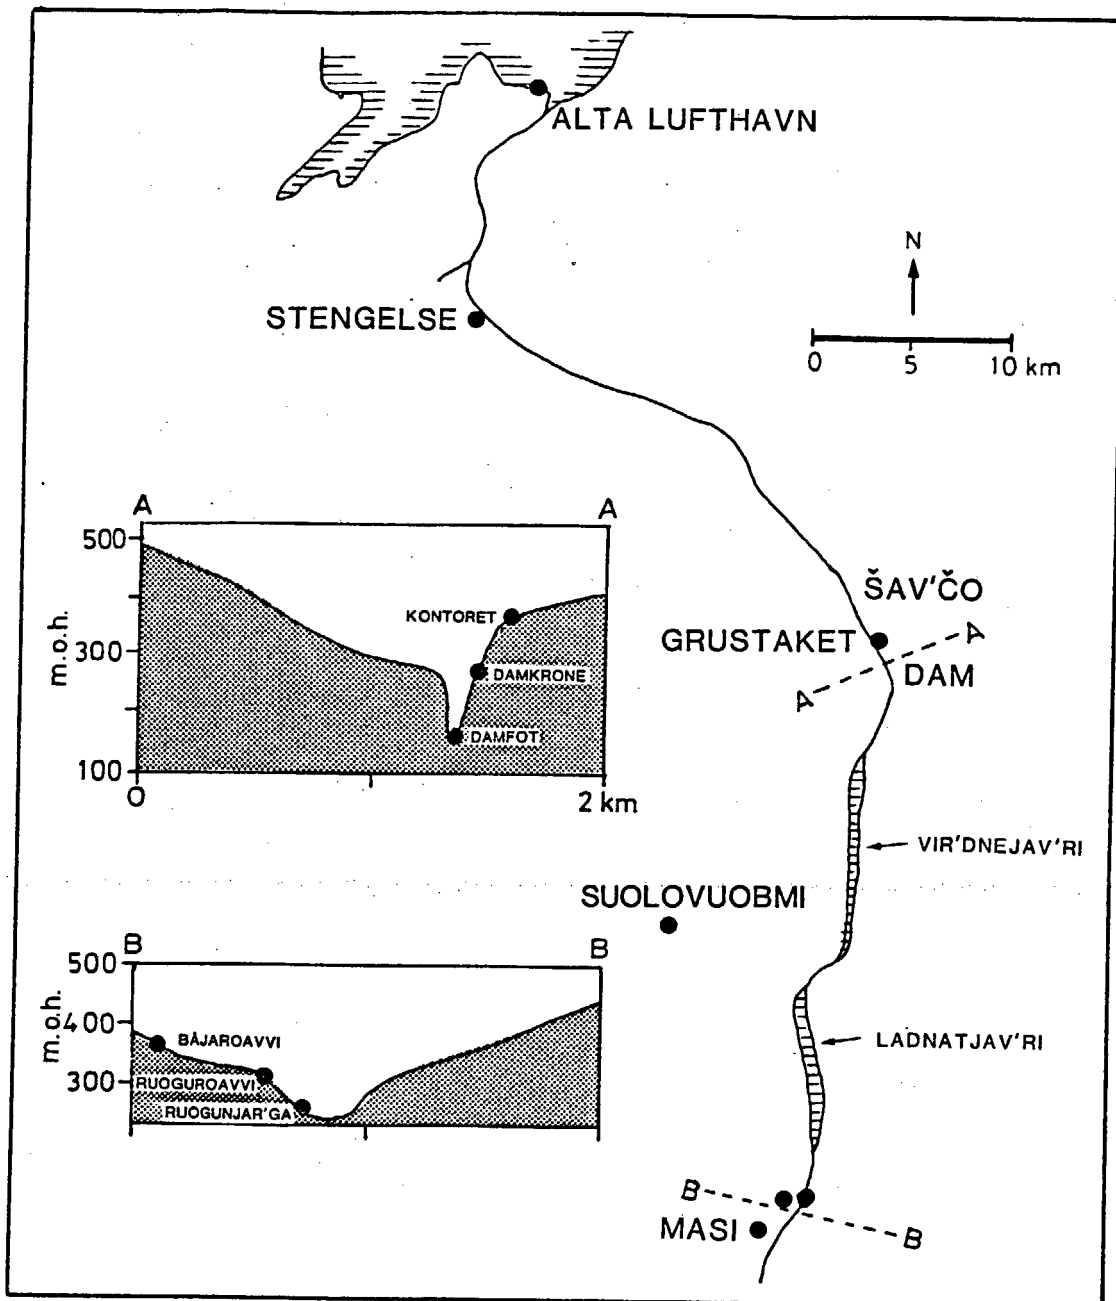 ALTA LUFTHAVN
N
STENGELSE
0 5 10 km
A A
500
300
100
m.o.h.
KONTORET
DAMKRONE
DAMFOT
0 2 km
ŠAV'ČO
GRUSTAKET
A
DAM
A
VIR'DNEJAV'RI
SUOLOVUOBMI
B B
500
400
300
m.o.h.
BÅJAROAVVI
RUOGUROAVVI
RUOGUNJAR'GA
LADNATJAV'RI
B
MASI
B